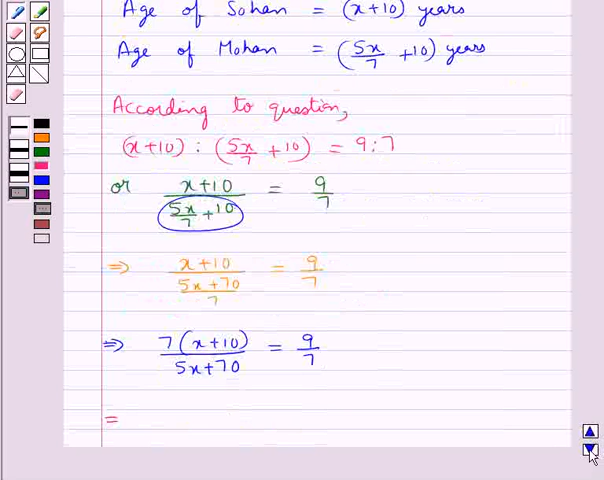 Age of Sohan = (x+10) years
Age of Mohan = (5x/7 +10) years
According to question,
(x+10) : (5x/7 +10) = 9:7
or x+10 / 5x/7 +10 = 9/7
⇒ x+10 / 5x+70/7 = 9/7
⇒ 7(x+10) / 5x+70 = 9/7
=